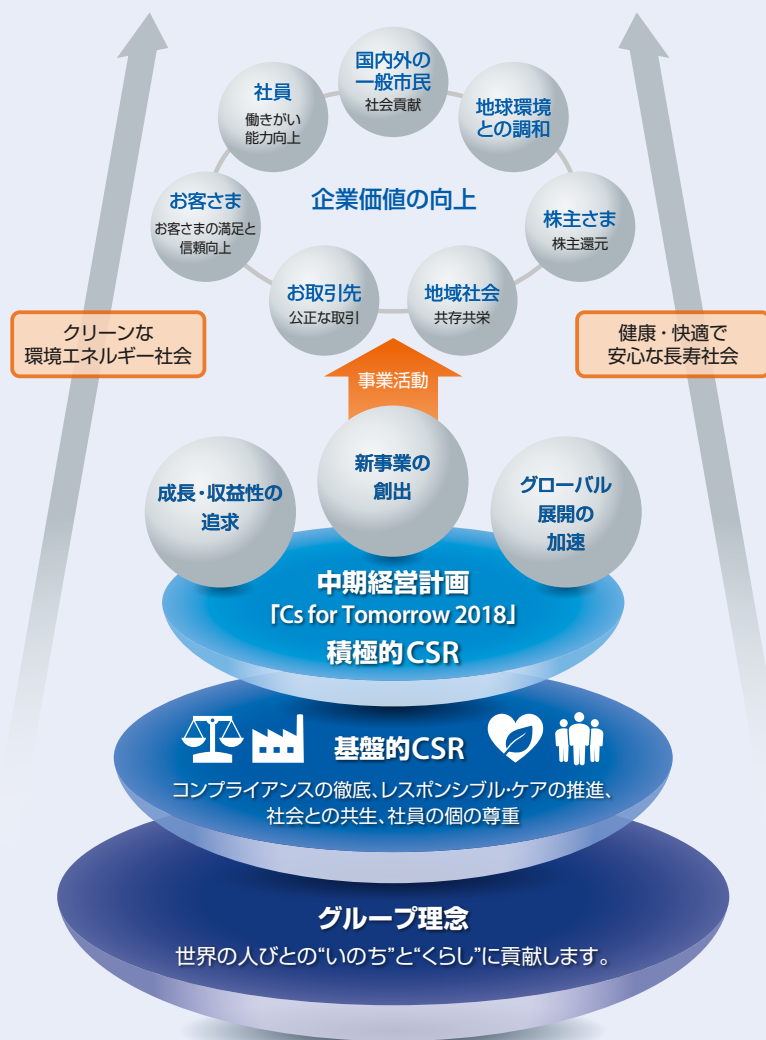 国内外の
一般市民
社会貢献
社員
働きがい
能力向上
地球環境
との調和
お客さま
お客さまの満足と
信頼向上
企業価値の向上
株主さま
株主還元
お取引先
公正な取引
地域社会
共存共栄
クリーンな
環境エネルギー社会
健康・快適で
安心な長寿社会
事業活動
成長・収益性の
追求
新事業の
創出
グローバル
展開の
加速
中期経営計画
「Cs for Tomorrow 2018」
積極的CSR
基盤的CSR
コンプライアンスの徹底、レスポンシブル・ケアの推進、
社会との共生、社員の個の尊重
グループ理念
世界の人びとの“いのち”と“くらし”に貢献します。